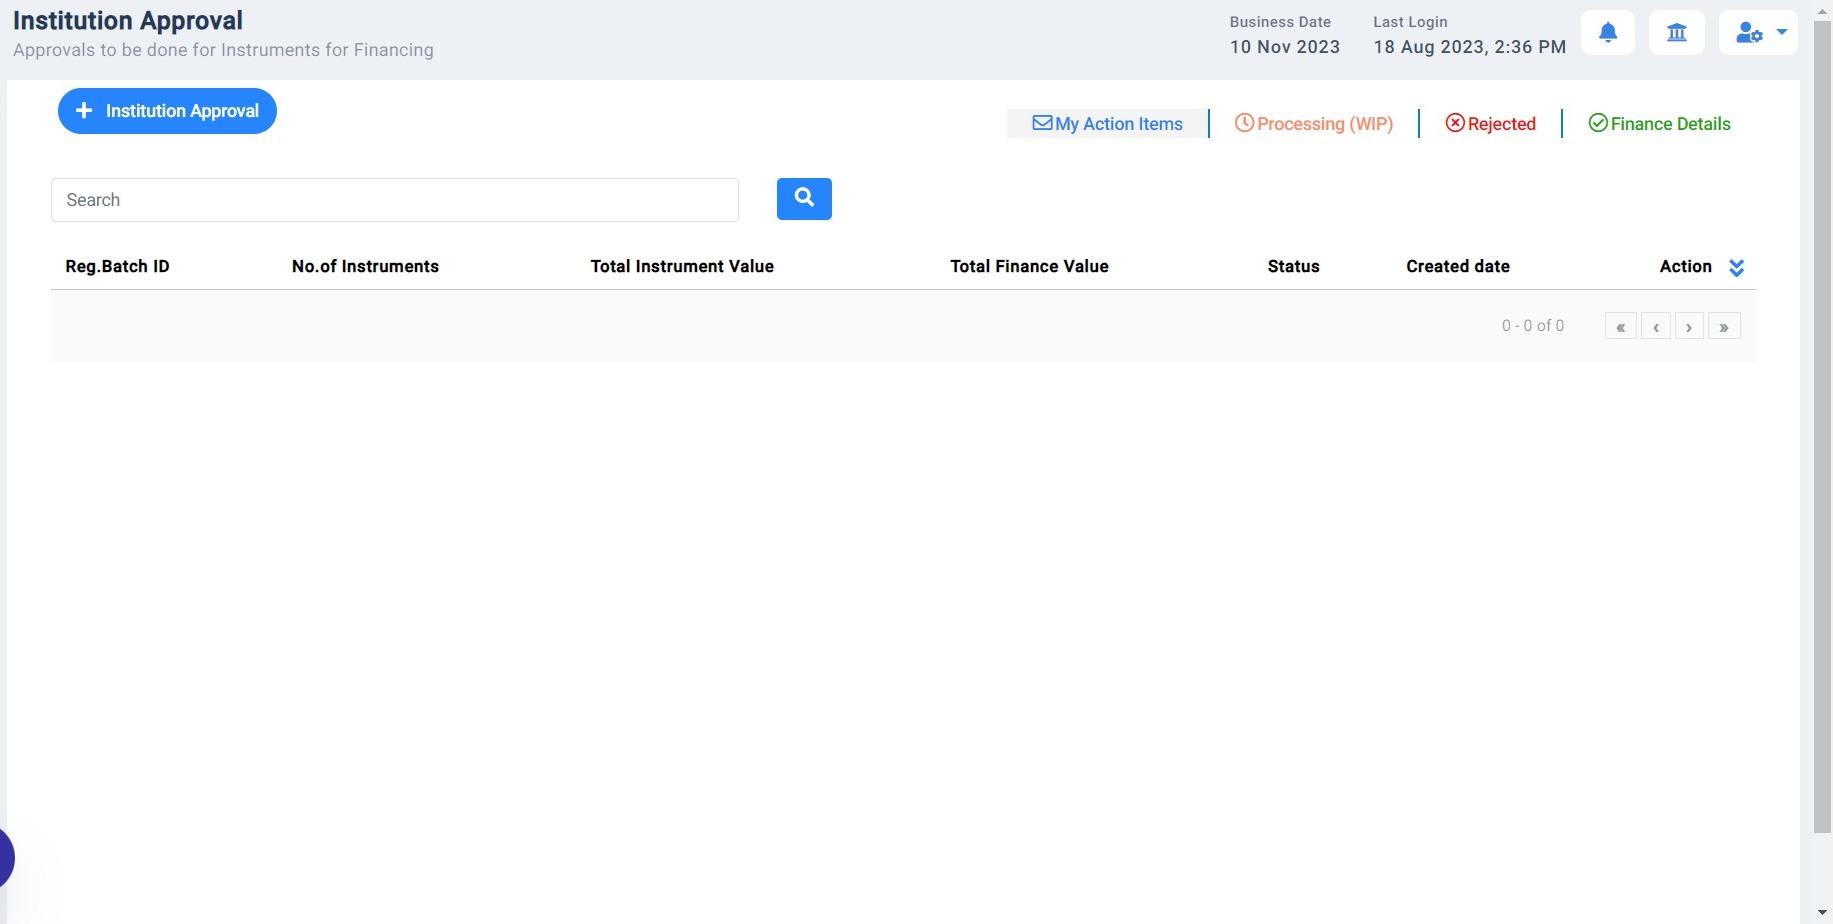 Institution Approval
Approvals to be done for Instruments for Financing
Business Date
10 Nov 2023
Last Login
18 Aug 2023, 2:36 PM
Institution Approval
My Action Items
Processing (WIP)
Rejected
Finance Details
Search
Reg.Batch ID No.of Instruments Total Instrument Value Total Finance Value Status Created date Action
0 - 0 of 0 « ‹ › »